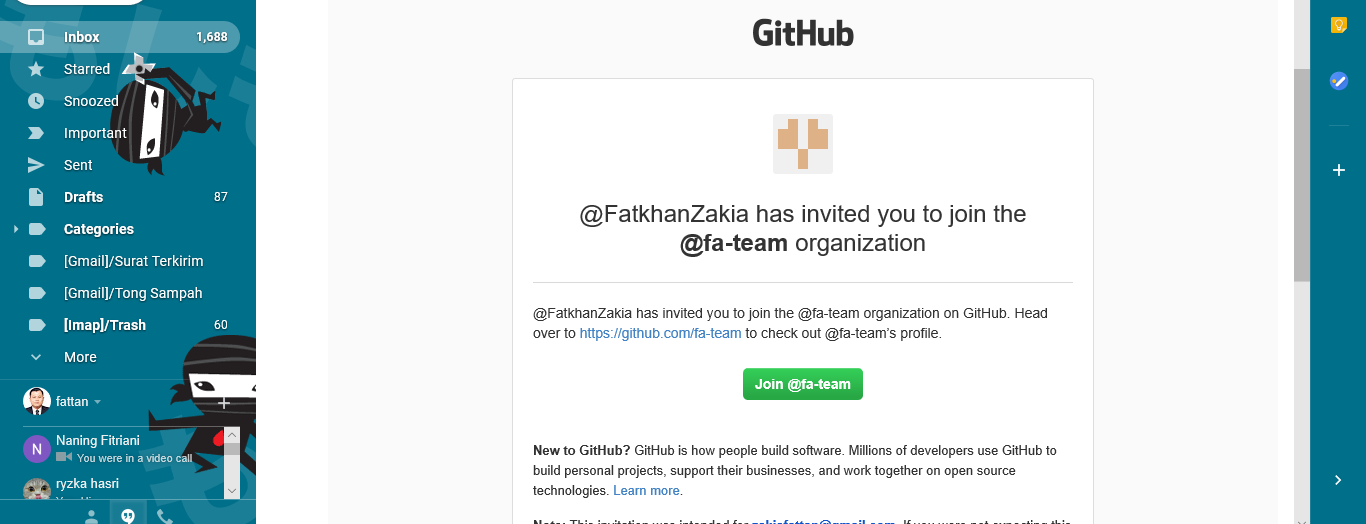 Inbox 1,688
Starred
Snoozed
Important
Sent
Drafts 87
Categories
[Gmail]/Surat Terkirim
[Gmail]/Tong Sampah
[Imap]/Trash 60
More
fattan
N Naning Fitriani
You were in a video call
ryzka hasri
GitHub
@FatkhanZakia has invited you to join the
@fa-team organization
@FatkhanZakia has invited you to join the @fa-team organization on GitHub. Head
over to https://github.com/fa-team to check out @fa-team’s profile.
Join @fa-team
New to GitHub? GitHub is how people build software. Millions of developers use GitHub to
build personal projects, support their businesses, and work together on open source
technologies. Learn more.
Note: This invitation was intended for zakiafattan@gmail.com. If you were not expecting this